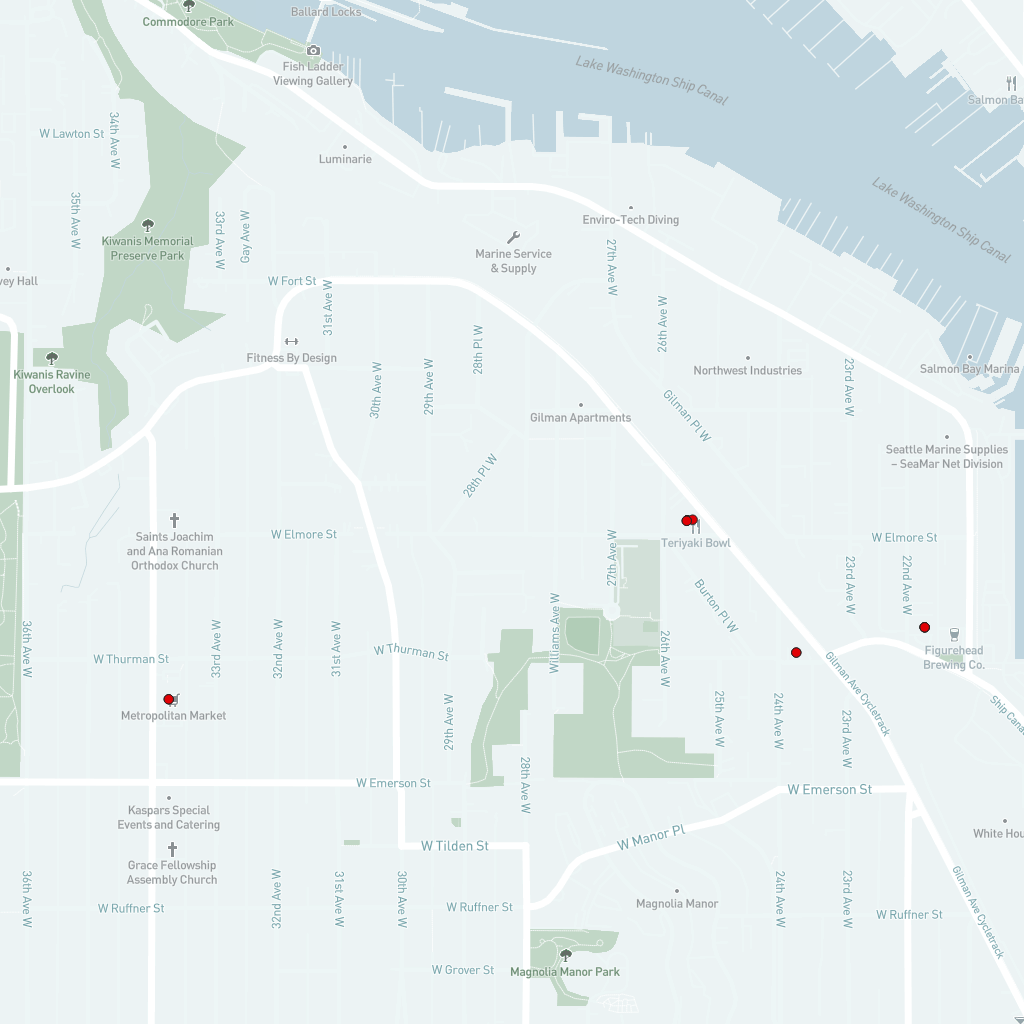 Ballard Locks
Commodore Park
Fish Ladder
Viewing Gallery
Lake Washington Ship Canal
Salmon Ba
W Lawton St
34th Ave W
Luminarie
Lake Washington Ship Canal
35th Ave W
33rd Ave W
Gay Ave W
Kiwanis Memorial
Preserve Park
Enviro-Tech Diving
Marine Service
& Supply
27th Ave W
vey Hall
W Fort St
31st Ave W
26th Ave W
28th Pl W
Fitness By Design
Kiwanis Ravine
Overlook
30th Ave W
29th Ave W
Northwest Industries
23rd Ave W
Salmon Bay Marina
Gilman Apartments
Gilman Pl W
Seattle Marine Supplies
– SeaMar Net Division
28th Pl W
Saints Joachim
and Ana Romanian
Orthodox Church
W Elmore St
Teriyaki Bowl
W Elmore St
27th Ave W
23rd Ave W
22nd Ave W
Burton Pl W
36th Ave W
33rd Ave W
32nd Ave W
31st Ave W
Williams Ave W
26th Ave W
W Thurman St
W Thurman St
Figurehead
Brewing Co.
Gilman Ave Cycletrack
Ship Cana
Metropolitan Market
29th Ave W
25th Ave W
24th Ave W
23rd Ave W
28th Ave W
W Emerson St
W Emerson St
Kaspars Special
Events and Catering
W Manor Pl
White Hou
W Tilden St
Grace Fellowship
Assembly Church
36th Ave W
32nd Ave W
31st Ave W
30th Ave W
24th Ave W
23rd Ave W
Gilman Ave Cycletrack
Magnolia Manor
W Ruffner St
W Ruffner St
W Ruffner St
W Grover St
Magnolia Manor Park